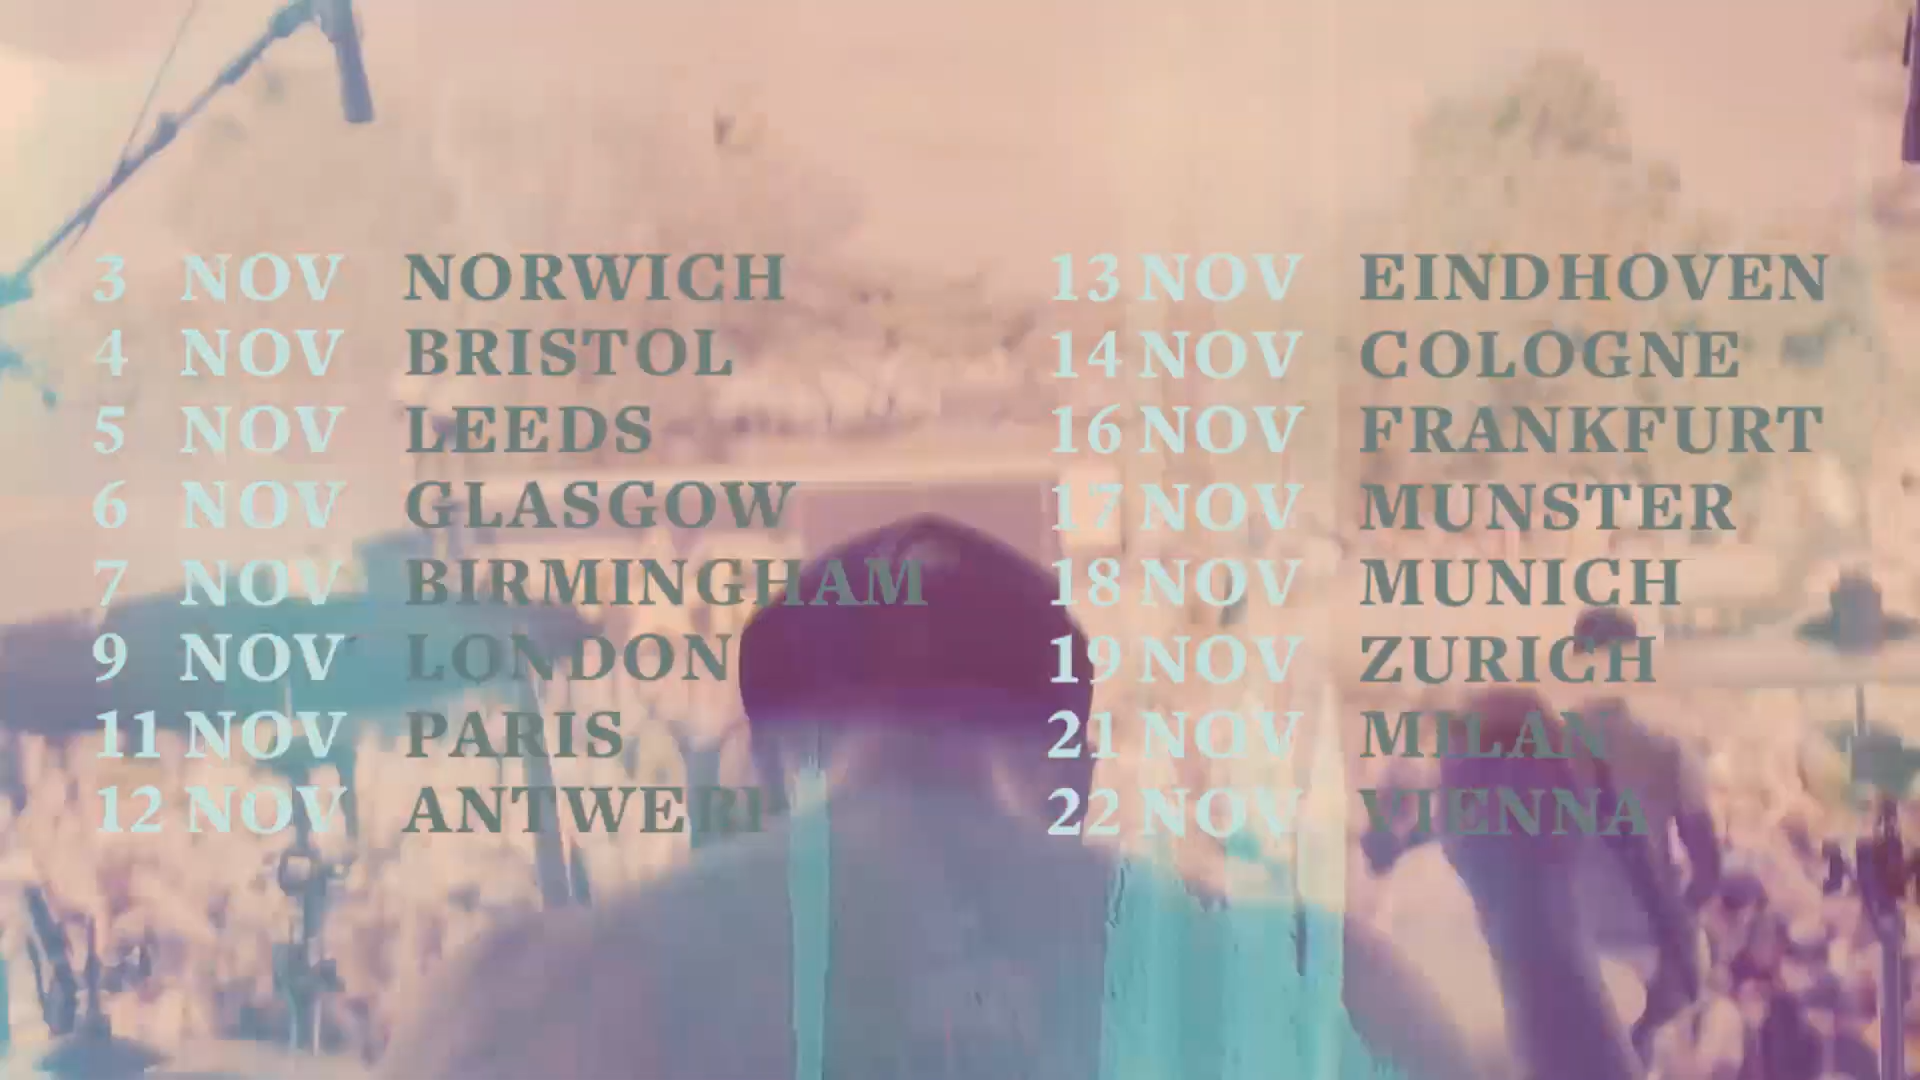 3 NOV NORWICH
4 NOV BRISTOL
5 NOV LEEDS
6 NOV GLASGOW
7 NOV BIRMINGHAM
9 NOV LONDON
11 NOV PARIS
12 NOV ANTWERP
13 NOV EINDHOVEN
14 NOV COLOGNE
16 NOV FRANKFURT
17 NOV MUNSTER
18 NOV MUNICH
19 NOV ZURICH
21 NOV MILAN
22 NOV VIENNA